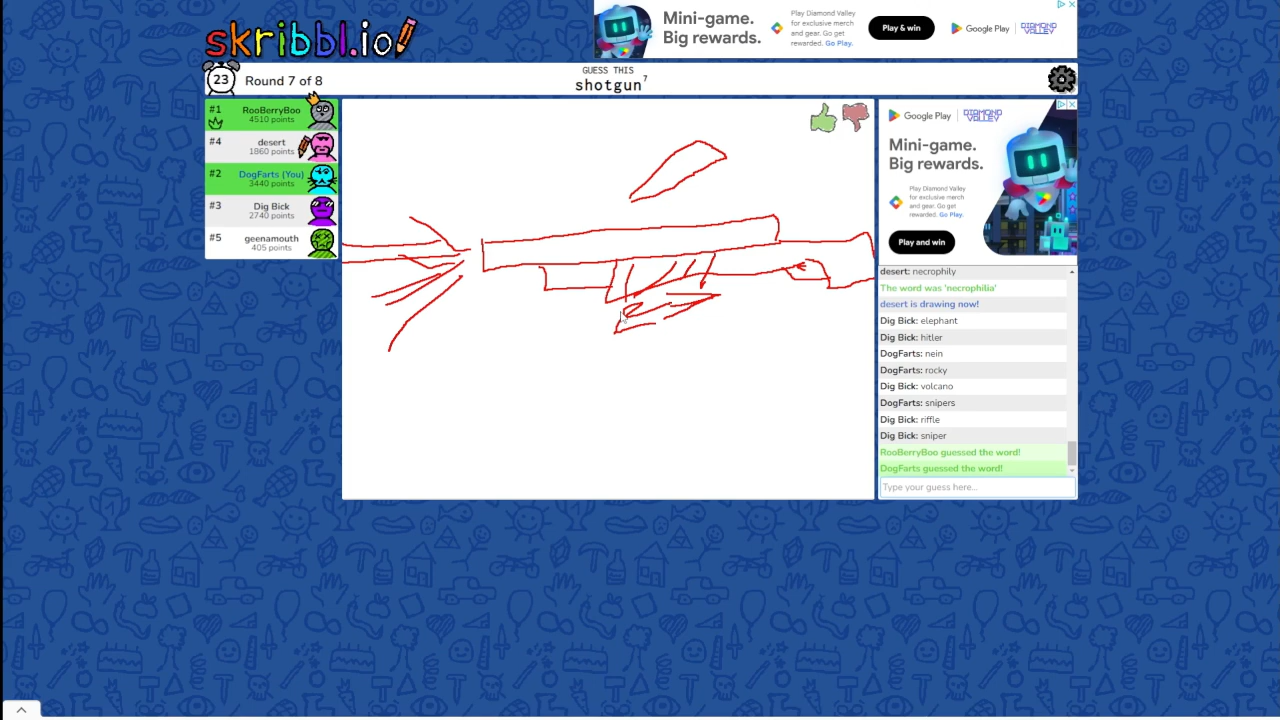 skribbl.io
Mini-game.
Big rewards.
Play Diamond Valley
for exclusive merch
and gear. Go get
rewarded. Go Play.
Play & win
Google Play
DIAMOND
VALLEY
23
Round 7 of 8
GUESS THIS
shotgun 7
#1
RooBerryBoo
4510 points
#4
desert
1860 points
#2
DogFarts (You)
3440 points
#3
Dig Bick
2740 points
#5
geenamouth
405 points
Google Play
DIAMOND
VALLEY
Mini-game.
Big rewards.
Play Diamond Valley
for exclusive merch
and gear. Go get
rewarded. Go Play.
Play and win
desert: necrophily
The word was 'necrophilia'
desert is drawing now!
Dig Bick: elephant
Dig Bick: hitler
DogFarts: nein
DogFarts: rocky
Dig Bick: volcano
DogFarts: snipers
Dig Bick: riffle
Dig Bick: sniper
RooBerryBoo guessed the word!
DogFarts guessed the word!
Type your guess here...